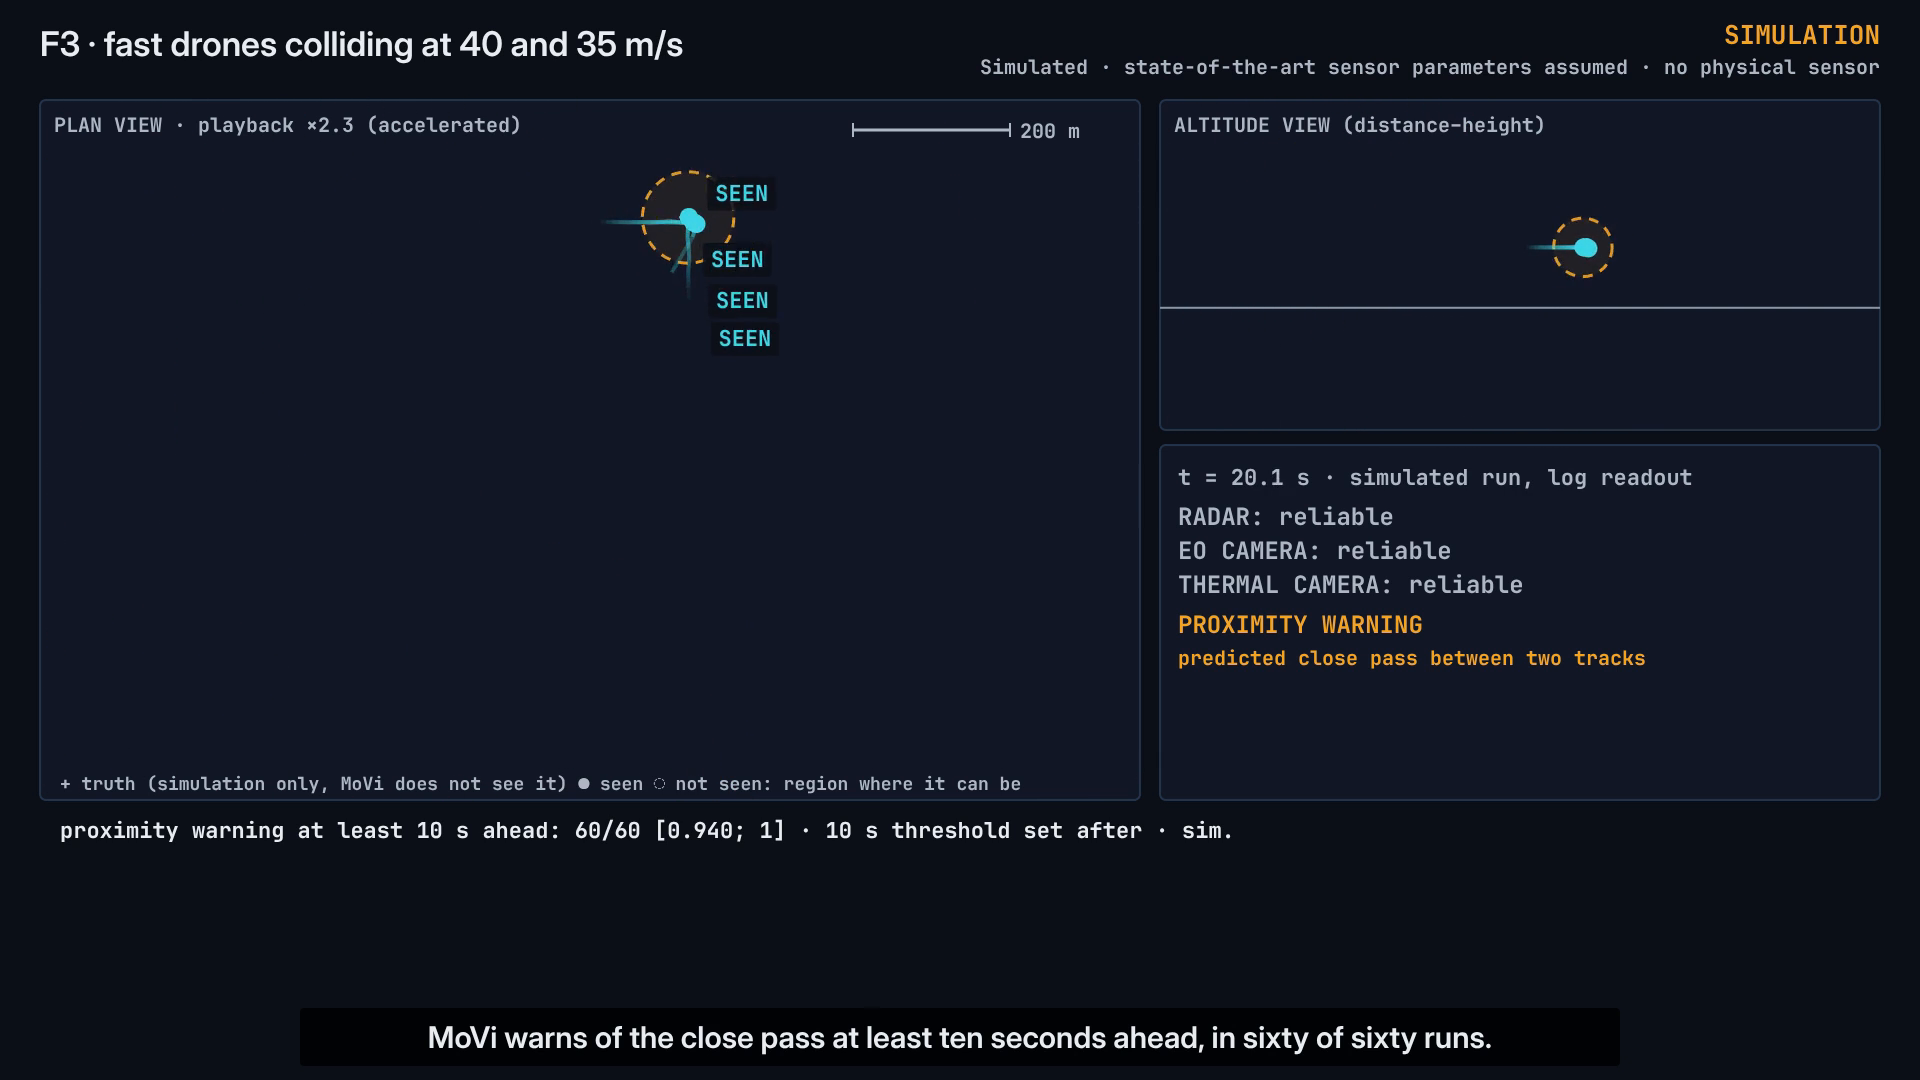 F3 · fast drones colliding at 40 and 35 m/s
SIMULATION
Simulated · state-of-the-art sensor parameters assumed · no physical sensor
PLAN VIEW · playback ×2.3 (accelerated)
200 m
SEEN
SEEN
SEEN
SEEN
+ truth (simulation only, MoVi does not see it) ● seen ◌ not seen: region where it can be
ALTITUDE VIEW (distance-height)
t = 20.1 s · simulated run, log readout
RADAR: reliable
EO CAMERA: reliable
THERMAL CAMERA: reliable
PROXIMITY WARNING
predicted close pass between two tracks
proximity warning at least 10 s ahead: 60/60 [0.940; 1] · 10 s threshold set after · sim.
MoVi warns of the close pass at least ten seconds ahead, in sixty of sixty runs.